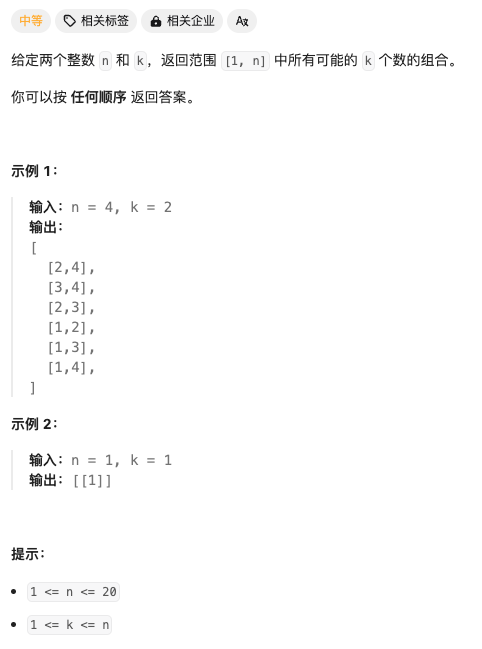 中等 相关标签 相关企业 A文
给定两个整数 n 和 k，返回范围 [1, n] 中所有可能的 k 个数的组合。
你可以按 任何顺序 返回答案。
示例 1：
输入：n = 4, k = 2
输出：
[
  [2,4],
  [3,4],
  [2,3],
  [1,2],
  [1,3],
  [1,4],
]
示例 2：
输入：n = 1, k = 1
输出：[[1]]
提示：
1 <= n <= 20
1 <= k <= n